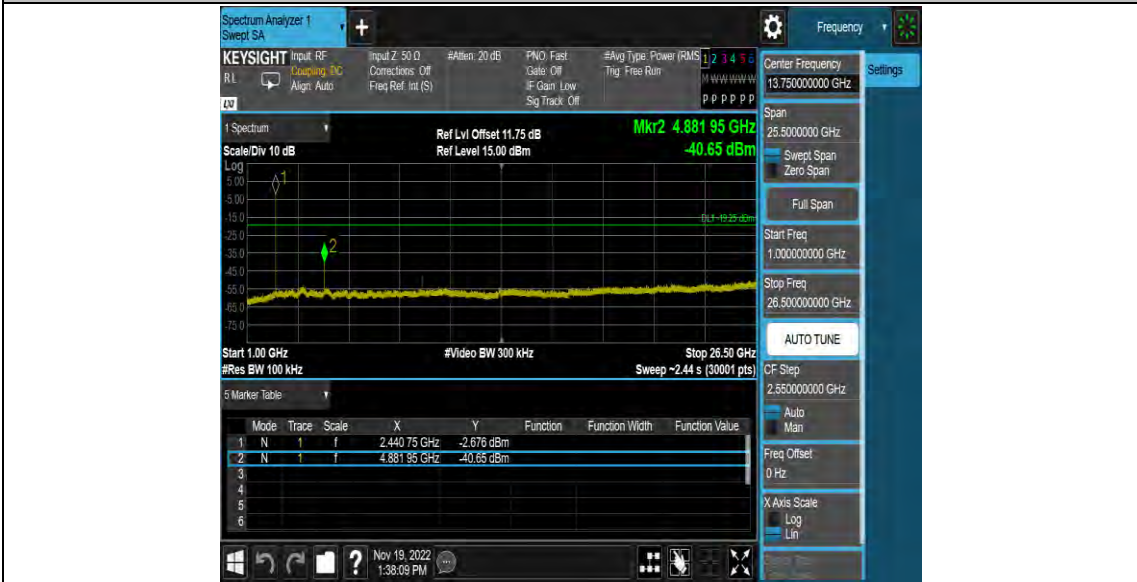 Spectrum Analyzer 1
Swept SA
+
Frequency
KEYSIGHT
RL
LXI
Input: RF
Coupling: DC
Align: Auto
Input Z: 50 Ω
Corrections: Off
Freq Ref: Int (S)
#Atten: 20 dB
PNO: Fast
Gate: Off
IF Gain: Low
Sig Track: Off
#Avg Type: Power (RMS
Trig: Free Run
1 2 3 4 5 6
M W W W W W
P P P P P P
1 Spectrum
Scale/Div 10 dB
Ref Lvl Offset 11.75 dB
Ref Level 15.00 dBm
Mkr2 4.881 95 GHz
-40.65 dBm
Log
5.00
-5.00
-15.0
-25.0
-35.0
-45.0
-55.0
-65.0
-75.0
1
2
DL1 -19.25 dBm
Start 1.00 GHz
#Res BW 100 kHz
#Video BW 300 kHz
Stop 26.50 GHz
Sweep ~2.44 s (30001 pts)
5 Marker Table
Mode Trace Scale X Y Function Function Width Function Value
1 N 1 f 2.440 75 GHz -2.676 dBm
2 N 1 f 4.881 95 GHz -40.65 dBm
3
4
5
6
?
Nov 19, 2022
1:38:09 PM
Center Frequency
13.750000000 GHz
Settings
Span
25.5000000 GHz
Swept Span
Zero Span
Full Span
Start Freq
1.000000000 GHz
Stop Freq
26.500000000 GHz
AUTO TUNE
CF Step
2.550000000 GHz
Auto
Man
Freq Offset
0 Hz
X Axis Scale
Log
Lin